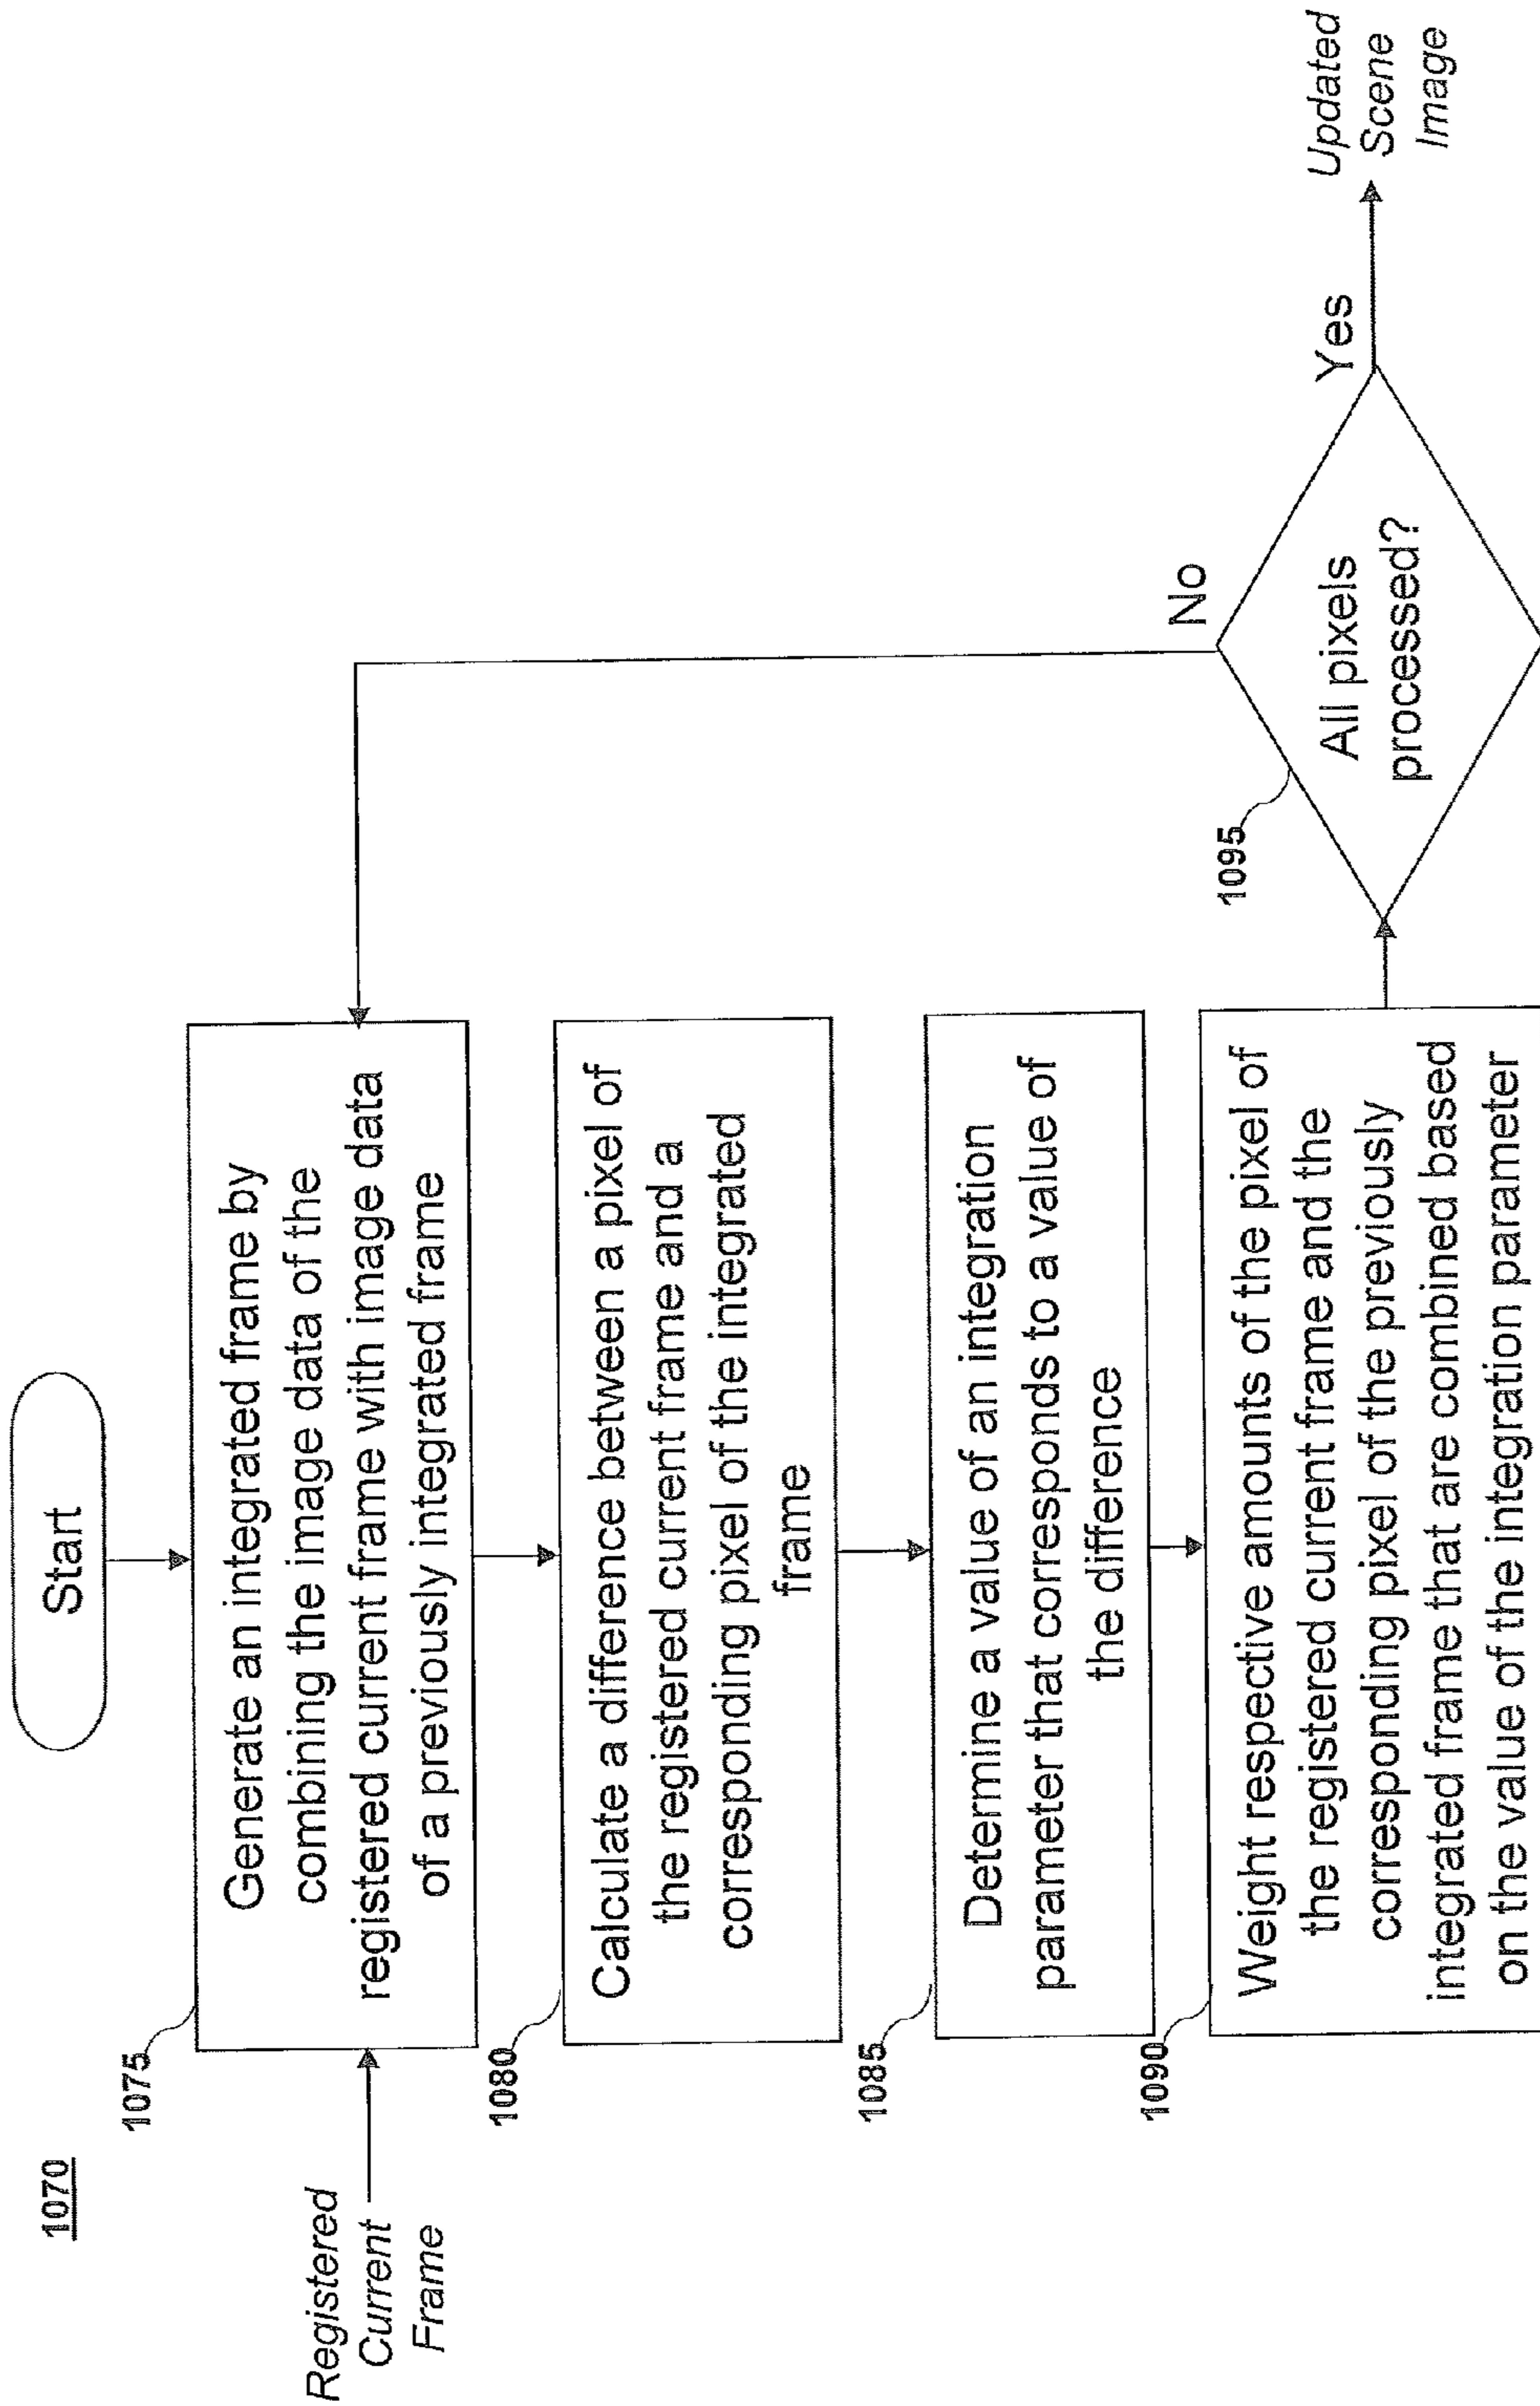 1070
Start
Registered
Current
Frame
1075
Generate an integrated frame by
combining the image data of the
registered current frame with image data
of a previously integrated frame
1080
Calculate a difference between a pixel of
the registered current frame and a
corresponding pixel of the integrated
frame
1085
Determine a value of an integration
parameter that corresponds to a value of
the difference
1090
Weight respective amounts of the pixel of
the registered current frame and the
corresponding pixel of the previously
integrated frame that are combined based
on the value of the integration parameter
1095
All pixels
processed?
No
Yes
Updated
Scene
Image